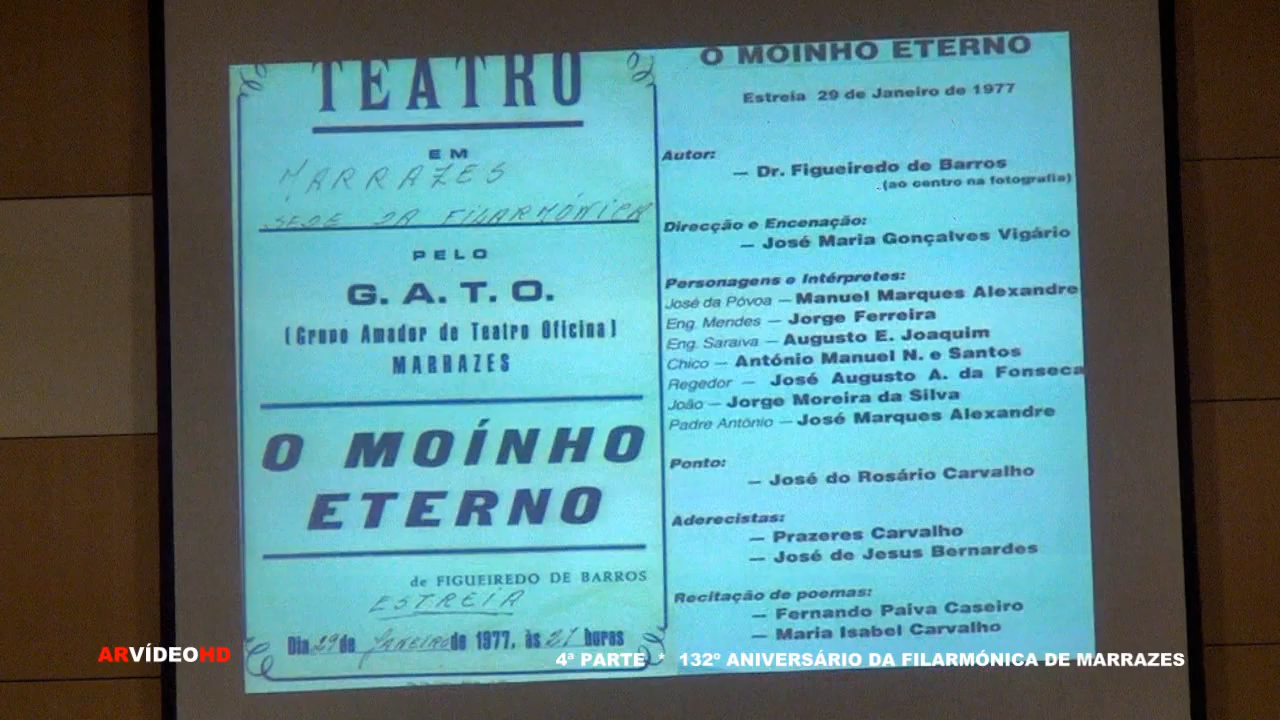 TEATRO
EM
MARRAZES
SEDE DA FILARMÓNICA
PELO
G. A. T. O.
(Grupo Amador de Teatro Oficina)
MARRAZES
O MOÍNHO
ETERNO
de FIGUEIREDO DE BARROS
ESTREIA
Dia 29 de Janeiro de 1977, às 21 horas
O MOINHO ETERNO
Estreia 29 de Janeiro de 1977
Autor:
— Dr. Figueiredo de Barros
(ao centro na fotografia)
Direcção e Encenação:
— José Maria Gonçalves Vigário
Personagens e Intérpretes:
José da Póvoa — Manuel Marques Alexandre
Eng. Mendes — Jorge Ferreira
Eng. Saraiva — Augusto E. Joaquim
Chico — António Manuel N. e Santos
Regedor — José Augusto A. da Fonseca
João — Jorge Moreira da Silva
Padre António — José Marques Alexandre
Ponto:
— José do Rosário Carvalho
Aderecistas:
— Prazeres Carvalho
— José de Jesus Bernardes
Recitação de poemas:
— Fernando Paiva Caseiro
— Maria Isabel Carvalho
ARVÍDEOHD
4ª PARTE * 132º ANIVERSÁRIO DA FILARMÓNICA DE MARRAZES